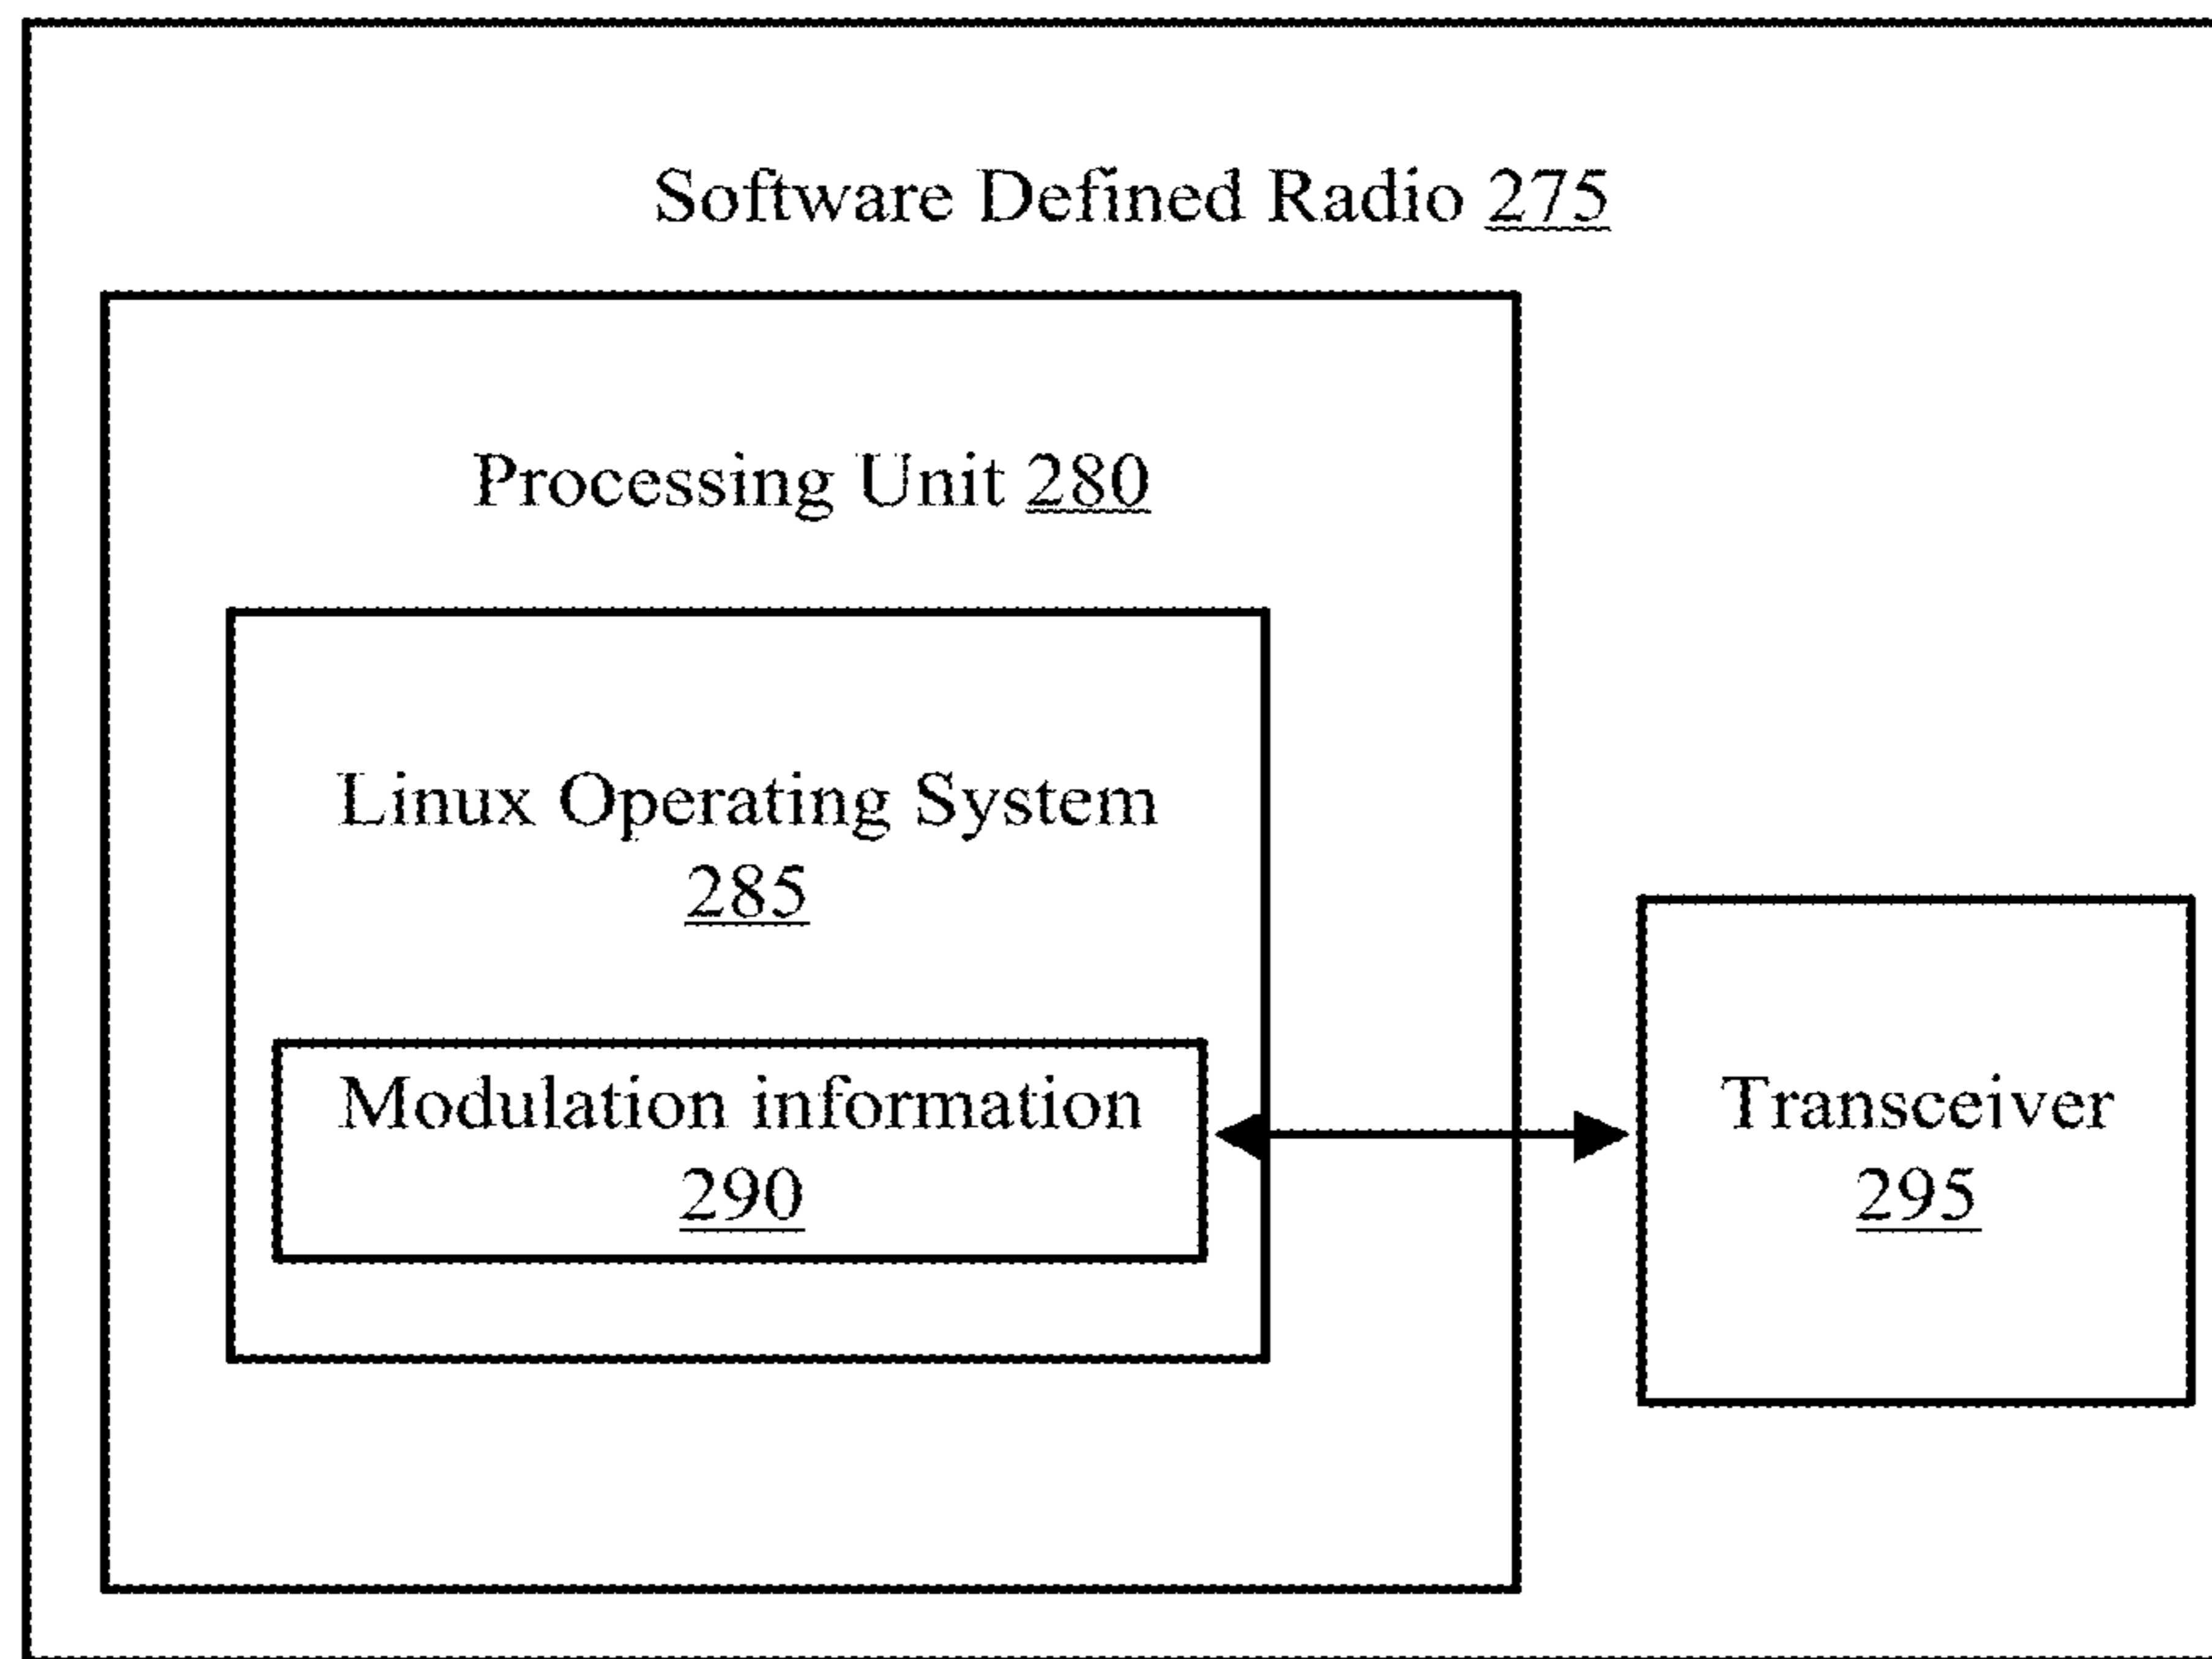 Software Defined Radio 275
Processing Unit 280
Linux Operating System
285
Modulation information
290
Transceiver
295